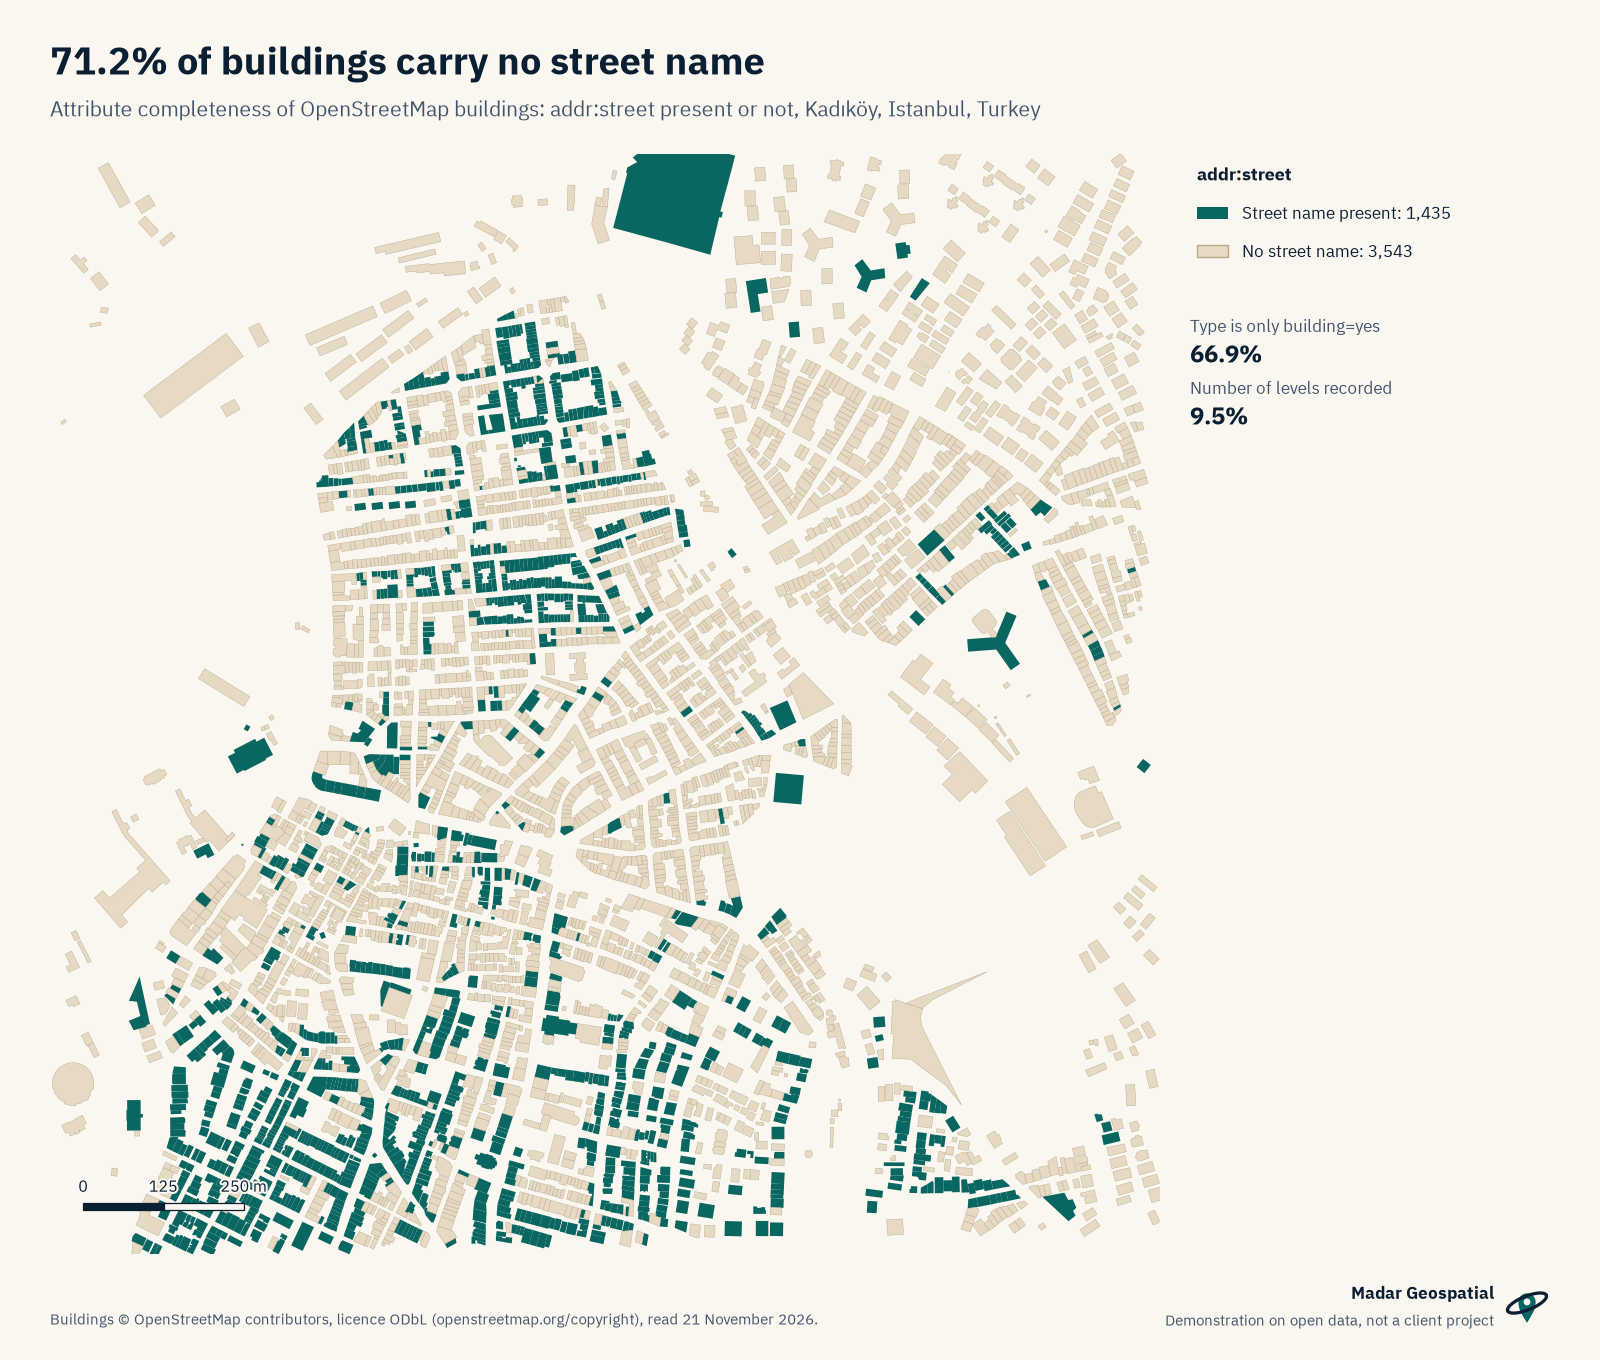 71.2% of buildings carry no street name
Attribute completeness of OpenStreetMap buildings: addr:street present or not, Kadıköy, Istanbul, Turkey
addr:street
Street name present: 1,435
No street name: 3,543
Type is only building=yes
66.9%
Number of levels recorded
9.5%
0 125 250 m
Madar Geospatial
Buildings © OpenStreetMap contributors, licence ODbL (openstreetmap.org/copyright), read 21 November 2026.
Demonstration on open data, not a client project